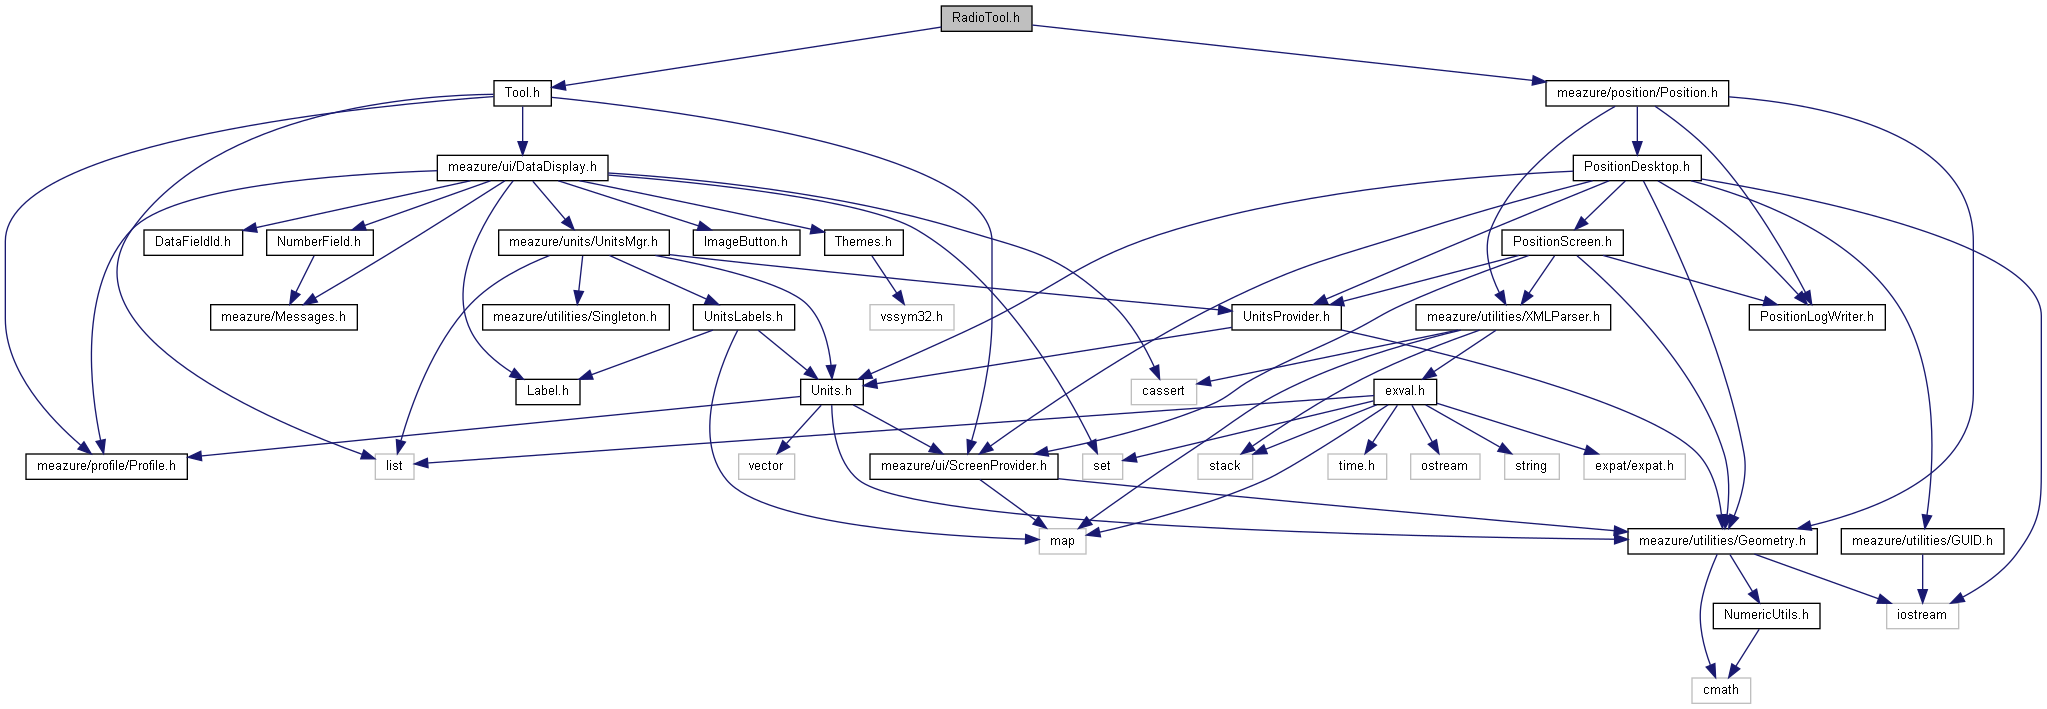 RadioTool.h
Tool.h
meazure/position/Position.h
meazure/ui/DataDisplay.h
PositionDesktop.h
DataFieldId.h
NumberField.h
meazure/units/UnitsMgr.h
ImageButton.h
Themes.h
PositionScreen.h
meazure/Messages.h
meazure/utilities/Singleton.h
UnitsLabels.h
vssym32.h
UnitsProvider.h
meazure/utilities/XMLParser.h
PositionLogWriter.h
Label.h
Units.h
cassert
exval.h
meazure/profile/Profile.h
list
vector
meazure/ui/ScreenProvider.h
set
stack
time.h
ostream
string
expat/expat.h
map
meazure/utilities/Geometry.h
meazure/utilities/GUID.h
NumericUtils.h
iostream
cmath